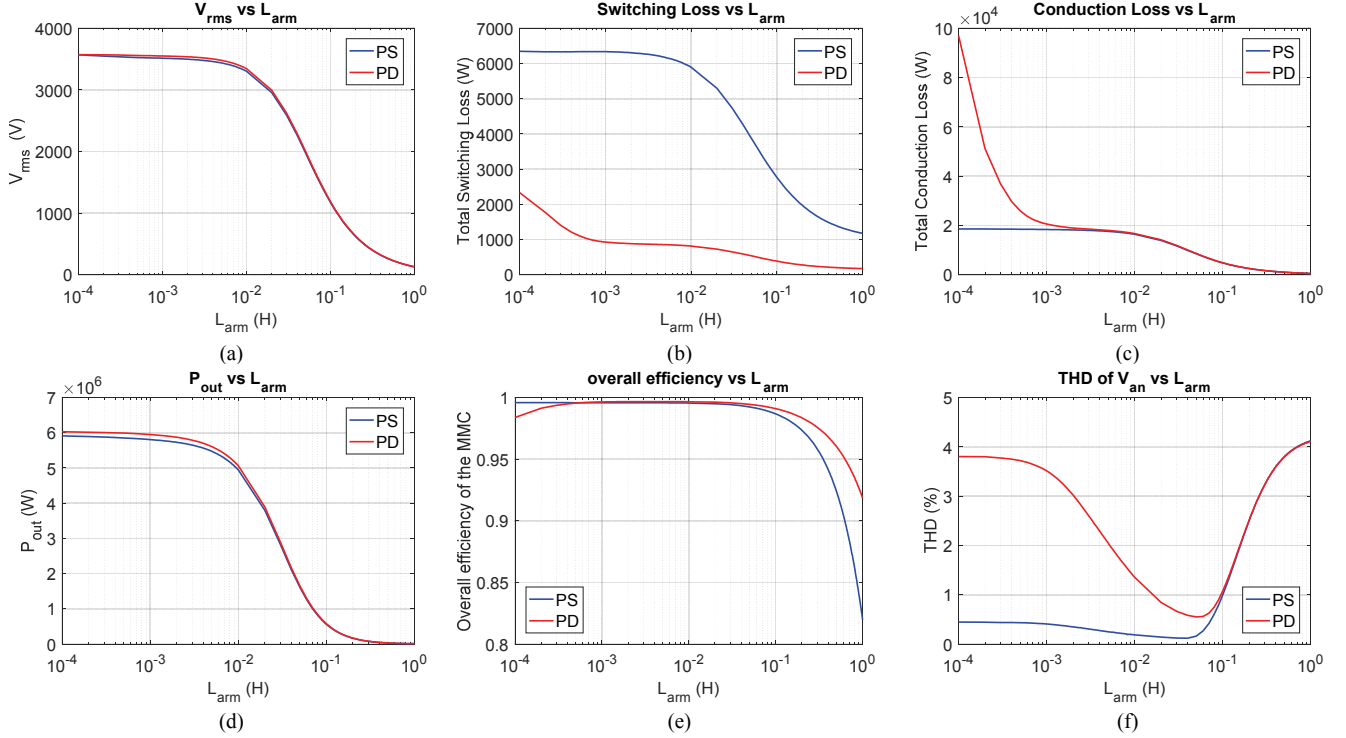 V_rms vs L_arm
4000
3000
2000
1000
0
V_rms (V)
10^-4
10^-3
10^-2
10^-1
10^0
L_arm (H)
PS
PD
(a)
Switching Loss vs L_arm
7000
6000
5000
4000
3000
2000
1000
0
Total Switching Loss (W)
10^-4
10^-3
10^-2
10^-1
10^0
L_arm (H)
PS
PD
(b)
Conduction Loss vs L_arm
× 10^4
10
8
6
4
2
0
Total Conduction Loss (W)
10^-4
10^-3
10^-2
10^-1
10^0
L_arm (H)
PS
PD
(c)
P_out vs L_arm
× 10^6
7
6
5
4
3
2
1
0
P_out (W)
10^-4
10^-3
10^-2
10^-1
10^0
L_arm (H)
PS
PD
(d)
overall efficiency vs L_arm
1
0.95
0.9
0.85
0.8
Overall efficiency of the MMC
10^-4
10^-3
10^-2
10^-1
10^0
L_arm (H)
PS
PD
(e)
THD of V_an vs L_arm
5
4
3
2
1
0
THD (%)
10^-4
10^-3
10^-2
10^-1
10^0
L_arm (H)
PS
PD
(f)